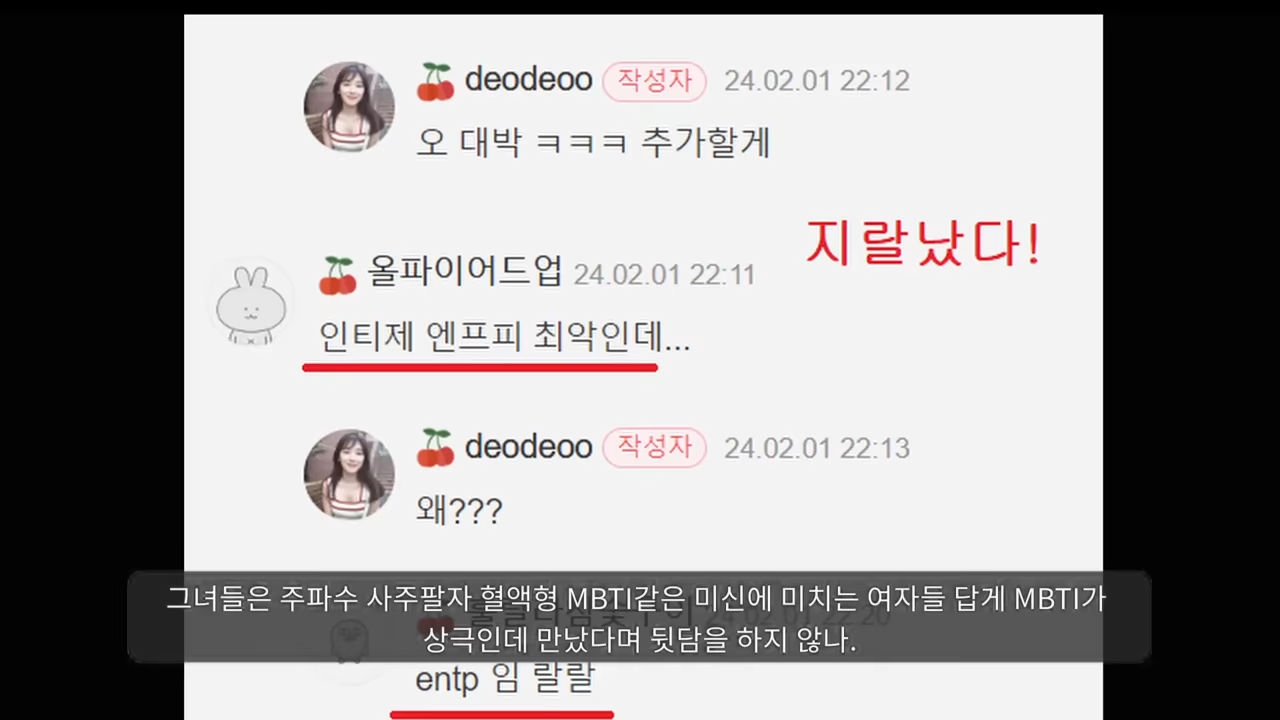 deodeoo 작성자 24.02.01 22:12
오 대박 ㅋㅋㅋ 추가할게
지랄났다!
올파이어드업 24.02.01 22:11
인티제 엔프피 최악인데...
deodeoo 작성자 24.02.01 22:13
왜???
그녀들은 주파수 사주팔자 혈액형 MBTI같은 미신에 미치는 여자들 답게 MBTI가
상극인데 만났다며 뒷담을 하지 않나.
entp 임 랄랄